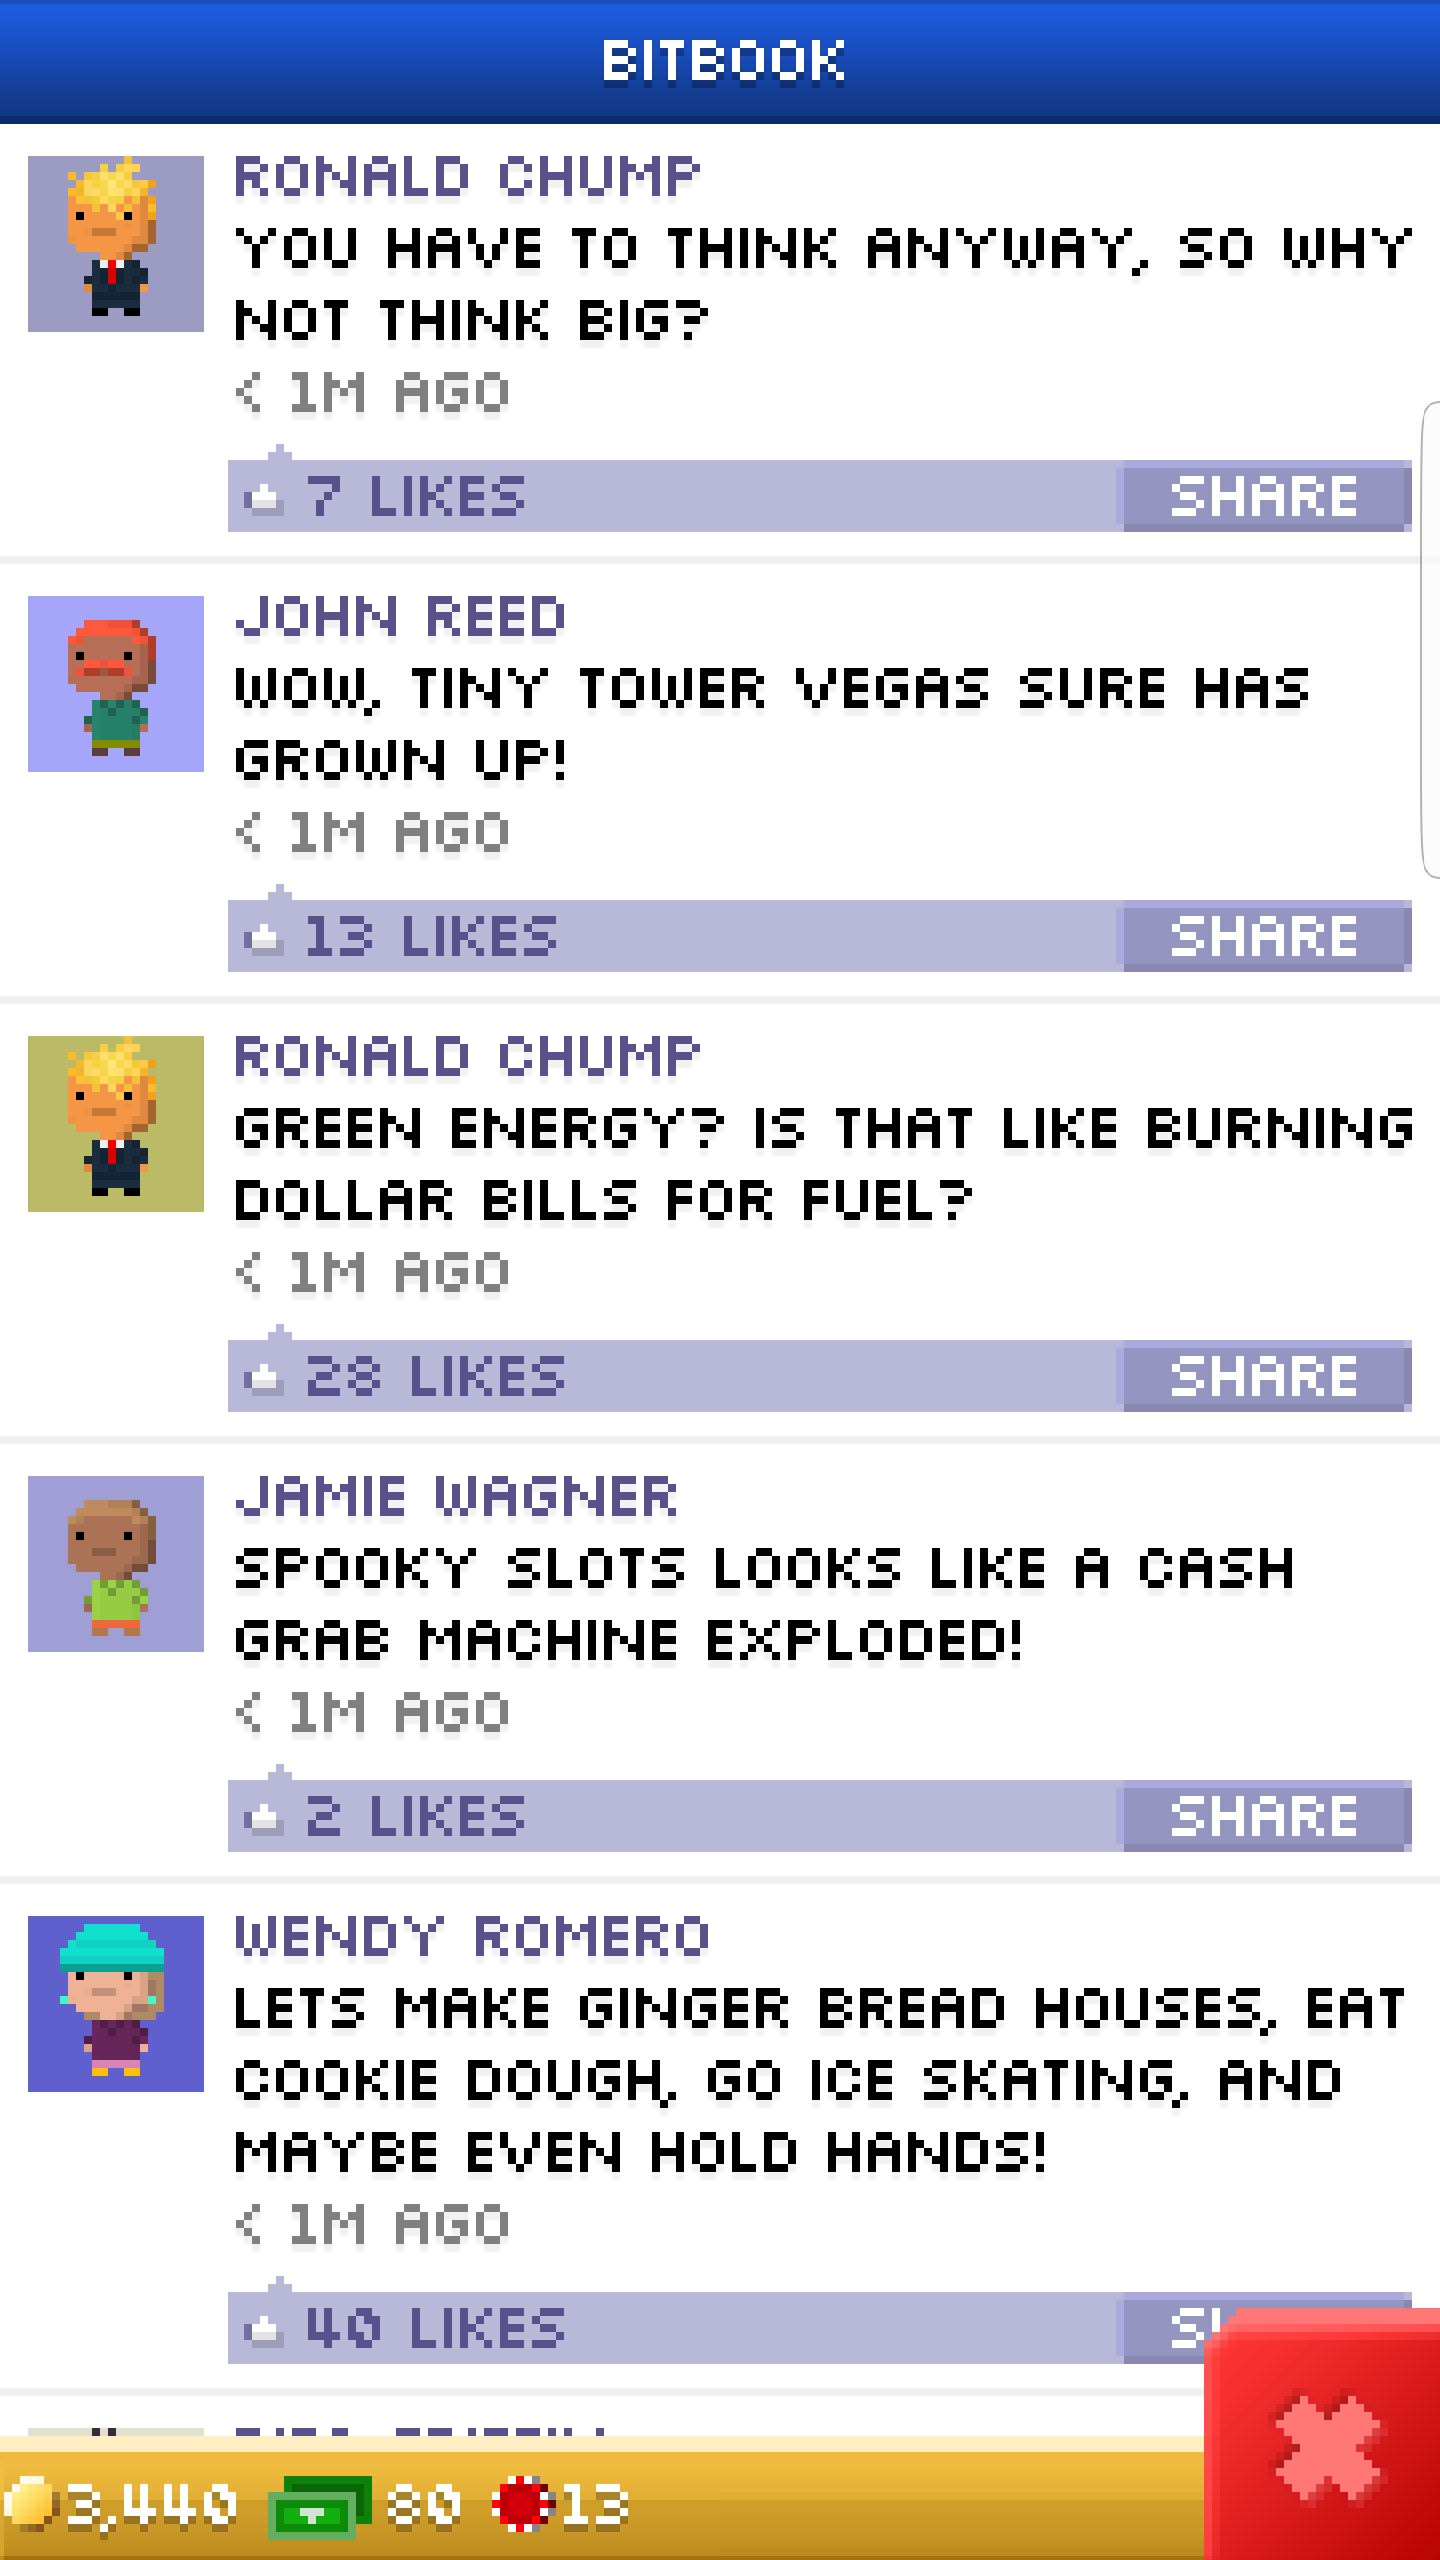 BITBOOK
RONALD CHUMP
YOU HAVE TO THINK ANYWAY, SO WHY
NOT THINK BIG?
< 1M AGO
7 LIKES SHARE
JOHN REED
WOW, TINY TOWER VEGAS SURE HAS
GROWN UP!
< 1M AGO
13 LIKES SHARE
RONALD CHUMP
GREEN ENERGY? IS THAT LIKE BURNING
DOLLAR BILLS FOR FUEL?
< 1M AGO
28 LIKES SHARE
JAMIE WAGNER
SPOOKY SLOTS LOOKS LIKE A CASH
GRAB MACHINE EXPLODED!
< 1M AGO
2 LIKES SHARE
WENDY ROMERO
LETS MAKE GINGER BREAD HOUSES, EAT
COOKIE DOUGH, GO ICE SKATING, AND
MAYBE EVEN HOLD HANDS!
< 1M AGO
40 LIKES
3,440 80 13